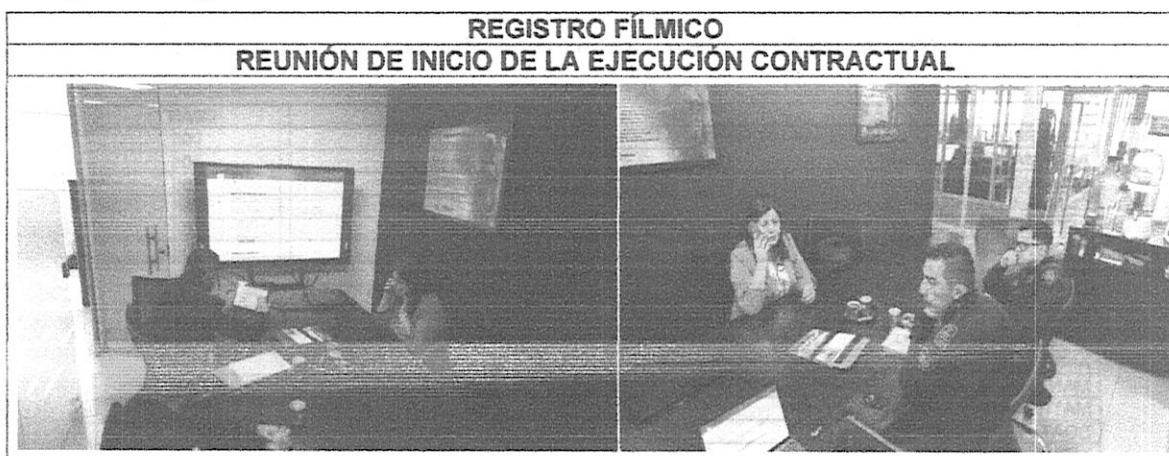 REGISTRO FÍLMICO
REUNIÓN DE INICIO DE LA EJECUCIÓN CONTRACTUAL